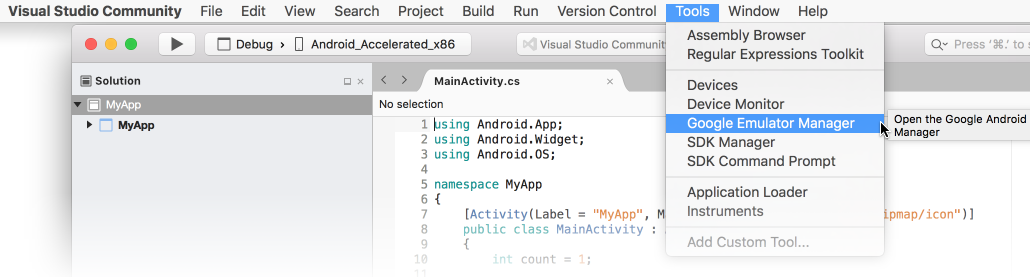 Visual Studio Community File Edit View Search Project Build Run Version Control Tools Window Help
Debug > Android_Accelerated_x86 Visual Studio Communit Press '⌘.' to s
Solution
MyApp
MyApp
MainActivity.cs
No selection
1 using Android.App;
2 using Android.Widget;
3 using Android.OS;
4
5 namespace MyApp
6 {
7 [Activity(Label = "MyApp", M ipmap/icon")]
8 public class MainActivity :
9 {
10 int count = 1;
Assembly Browser
Regular Expressions Toolkit
Devices
Device Monitor
Google Emulator Manager
SDK Manager
SDK Command Prompt
Application Loader
Instruments
Add Custom Tool...
Open the Google Android
Manager